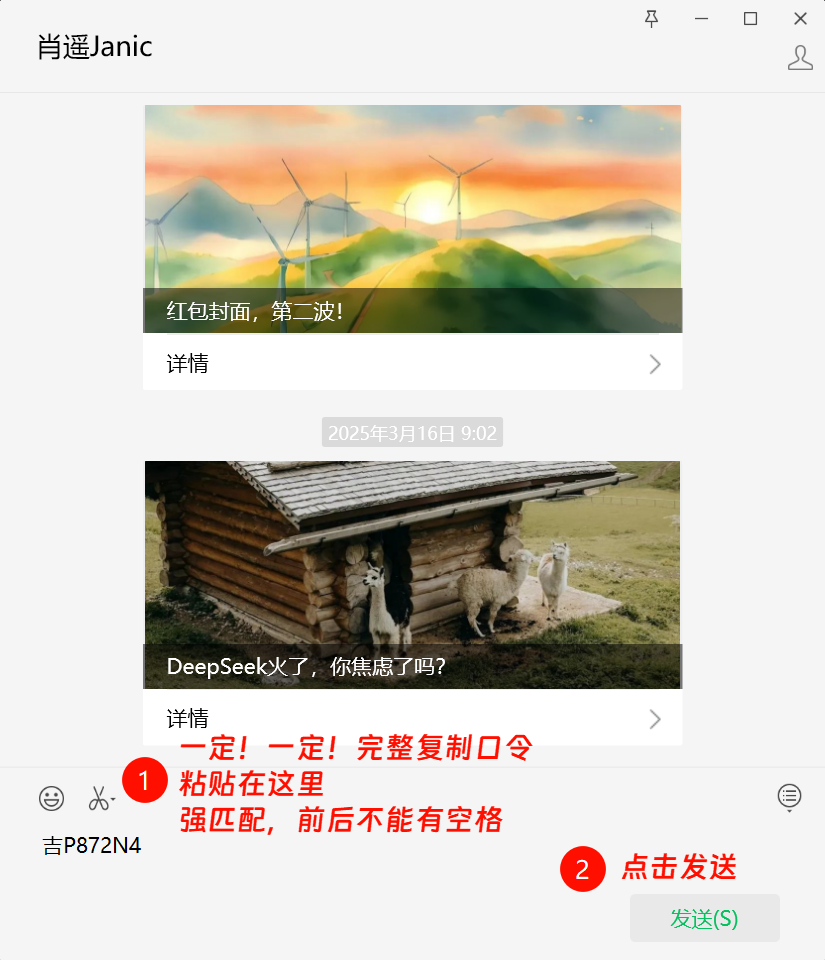 肖遥Janic
红包封面，第二波！
详情
2025年3月16日 9:02
DeepSeek火了，你焦虑了吗？
详情
1
一定！一定！完整复制口令
粘贴在这里
强匹配，前后不能有空格
吉P872N4
2
点击发送
发送(S)